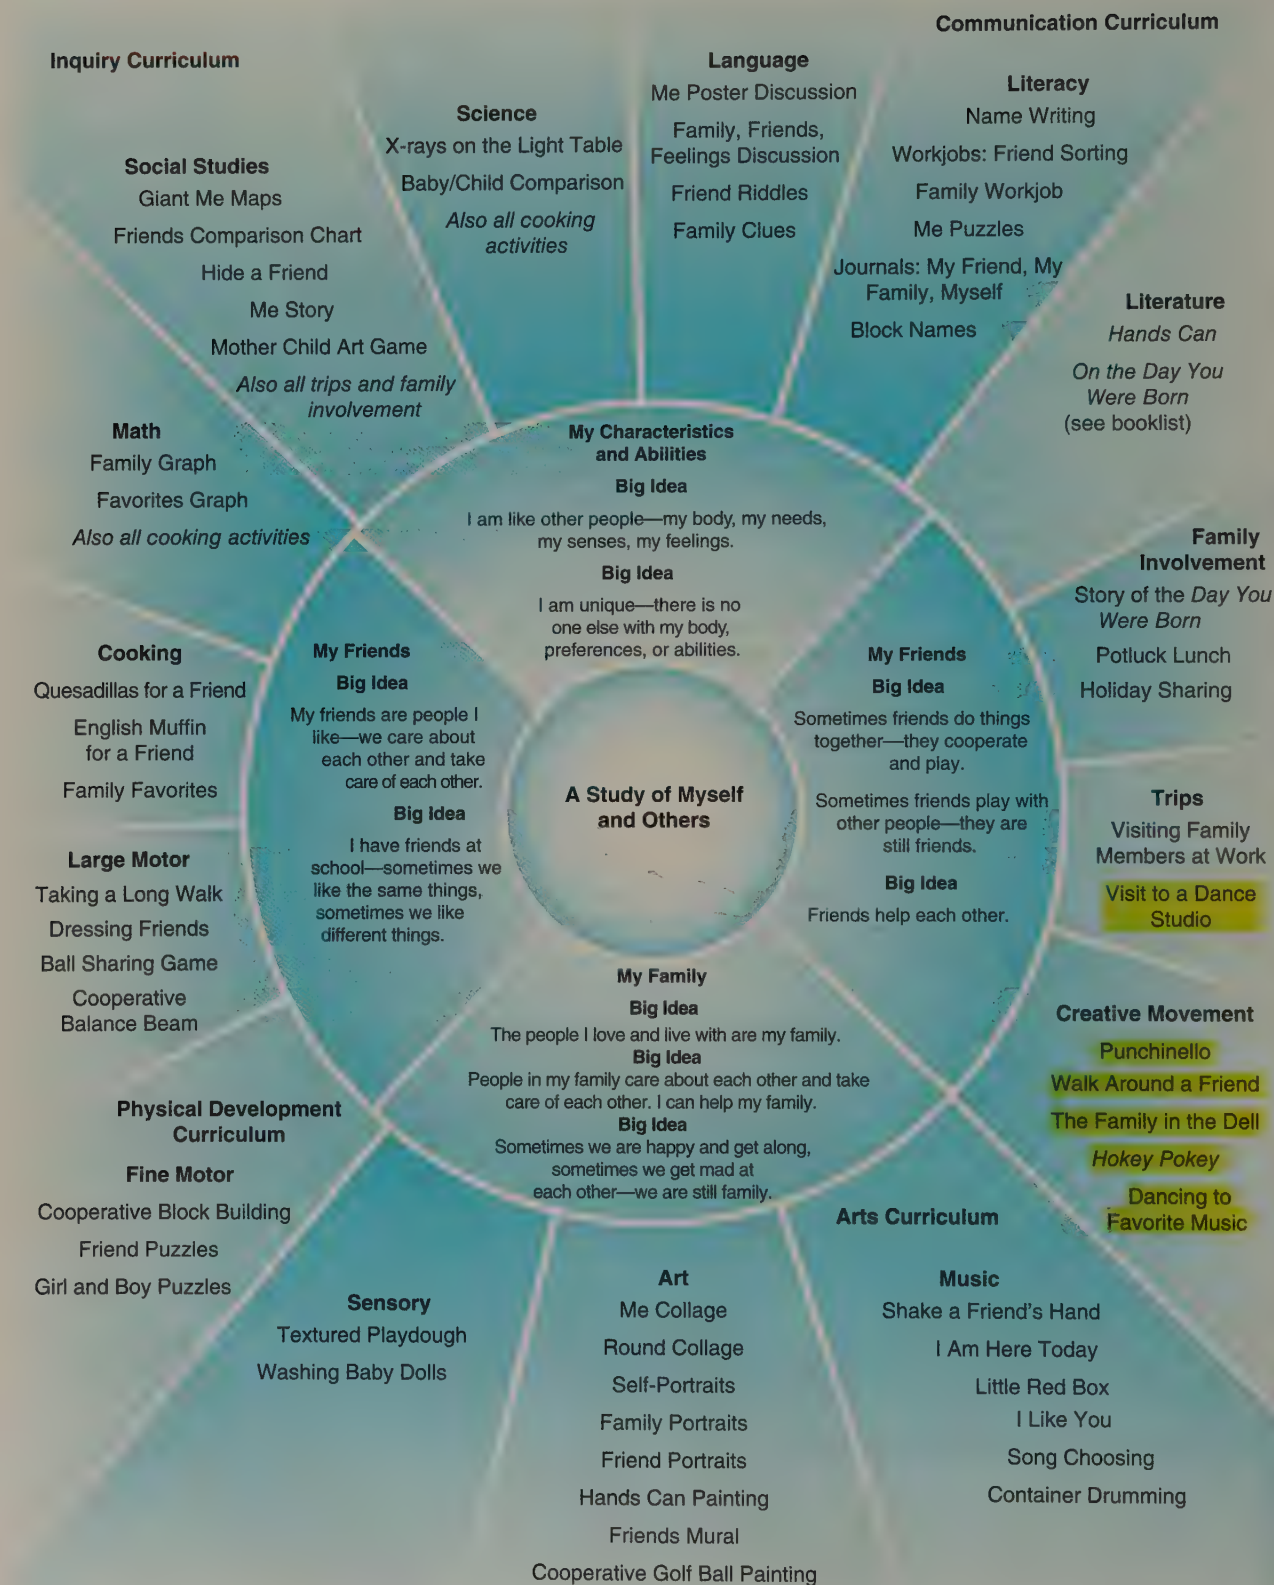 Communication Curriculum
Inquiry Curriculum
Language
Me Poster Discussion
Family, Friends,
Feelings Discussion
Friend Riddles
Family Clues
Literacy
Name Writing
Workjobs: Friend Sorting
Family Workjob
Me Puzzles
Journals: My Friend, My
Family, Myself
Block Names
Science
X-rays on the Light Table
Baby/Child Comparison
Also all cooking
activities
Social Studies
Giant Me Maps
Friends Comparison Chart
Hide a Friend
Me Story
Mother Child Art Game
Also all trips and family
involvement
Literature
Hands Can
On the Day You
Were Born
(see booklist)
Math
Family Graph
Favorites Graph
Also all cooking activities
My Characteristics
and Abilities
Big Idea
I am like other people—my body, my needs,
my senses, my feelings.
Big Idea
I am unique—there is no
one else with my body,
preferences, or abilities.
Family
Involvement
Story of the Day You
Were Born
Potluck Lunch
Holiday Sharing
Cooking
Quesadillas for a Friend
English Muffin
for a Friend
Family Favorites
My Friends
Big Idea
My friends are people I
like—we care about
each other and take
care of each other.
Big Idea
I have friends at
school—sometimes we
like the same things,
sometimes we like
different things.
A Study of Myself
and Others
My Friends
Big Idea
Sometimes friends do things
together—they cooperate
and play.
Sometimes friends play with
other people—they are
still friends.
Big Idea
Friends help each other.
Trips
Visiting Family
Members at Work
Visit to a Dance
Studio
Large Motor
Taking a Long Walk
Dressing Friends
Ball Sharing Game
Cooperative
Balance Beam
My Family
Big Idea
The people I love and live with are my family.
Big Idea
People in my family care about each other and take
care of each other. I can help my family.
Big Idea
Sometimes we are happy and get along,
sometimes we get mad at
each other—we are still family.
Creative Movement
Punchinello
Walk Around a Friend
The Family in the Dell
Hokey Pokey
Dancing to
Favorite Music
Physical Development
Curriculum
Fine Motor
Cooperative Block Building
Friend Puzzles
Girl and Boy Puzzles
Arts Curriculum
Sensory
Textured Playdough
Washing Baby Dolls
Art
Me Collage
Round Collage
Self-Portraits
Family Portraits
Friend Portraits
Hands Can Painting
Friends Mural
Cooperative Golf Ball Painting
Music
Shake a Friend's Hand
I Am Here Today
Little Red Box
I Like You
Song Choosing
Container Drumming